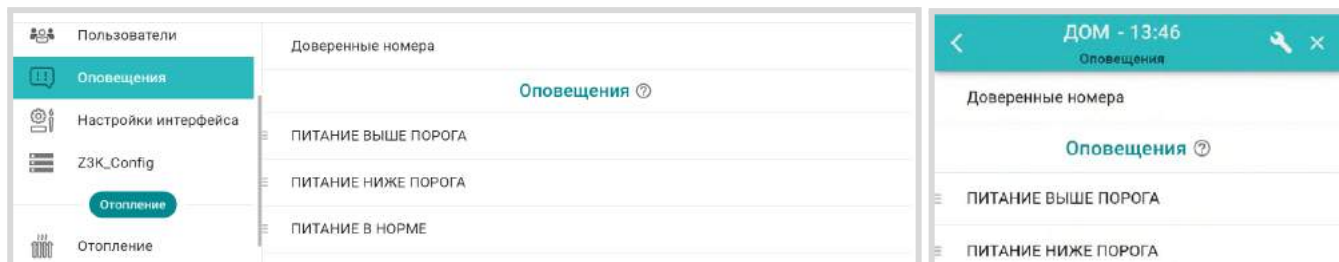 Пользователи
Оповещения
Настройки интерфейса
Z3K_Config
Отопление
Отопление
Доверенные номера
Оповещения
ПИТАНИЕ ВЫШЕ ПОРОГА
ПИТАНИЕ НИЖЕ ПОРОГА
ПИТАНИЕ В НОРМЕ
ДОМ - 13:46
Оповещения
Доверенные номера
Оповещения
ПИТАНИЕ ВЫШЕ ПОРОГА
ПИТАНИЕ НИЖЕ ПОРОГА